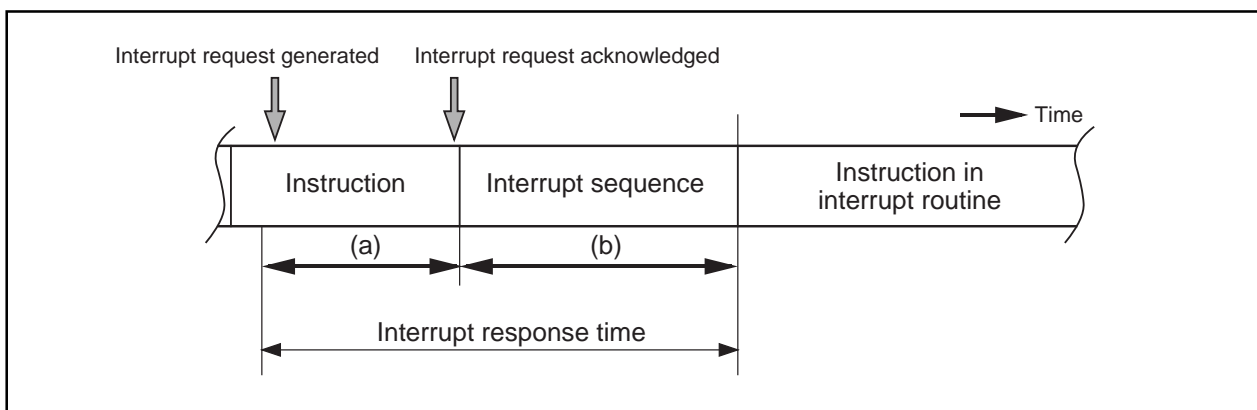 Interrupt request generated
Interrupt request acknowledged
Time
Instruction
Interrupt sequence
Instruction in
interrupt routine
(a)
(b)
Interrupt response time